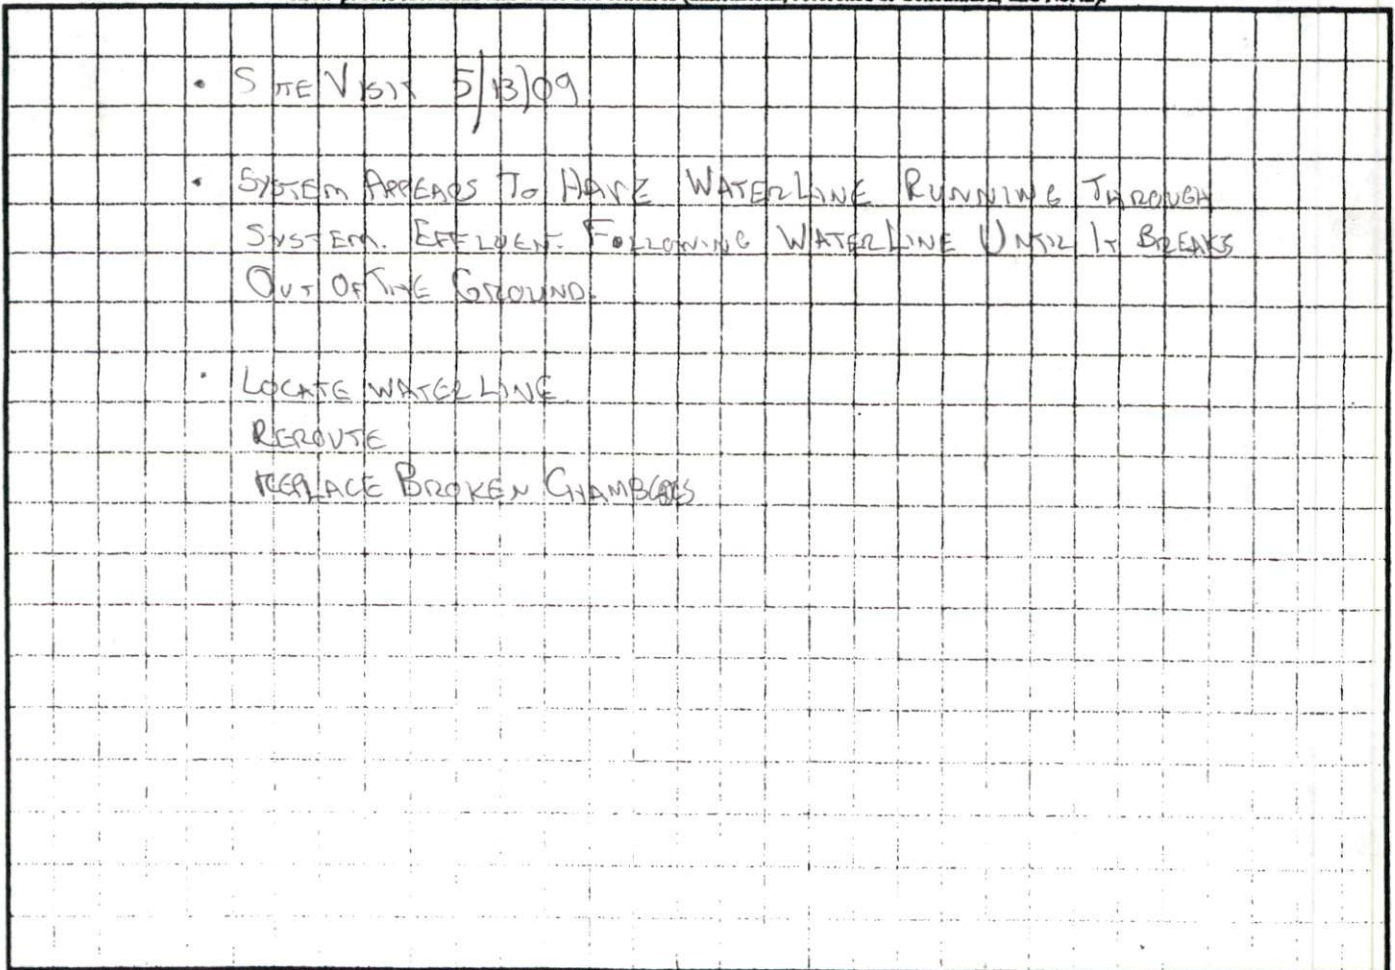 • SITE VISIT 5/13/09
• SYSTEM APPEARS TO HAVE WATERLINE RUNNING THROUGH
SYSTEM. EFFLUENT FOLLOWING WATERLINE UNTIL IT BREAKS
OUT OF THE GROUND.
• LOCATE WATERLINE
REROUTE
REPLACE BROKEN CHAMBERS